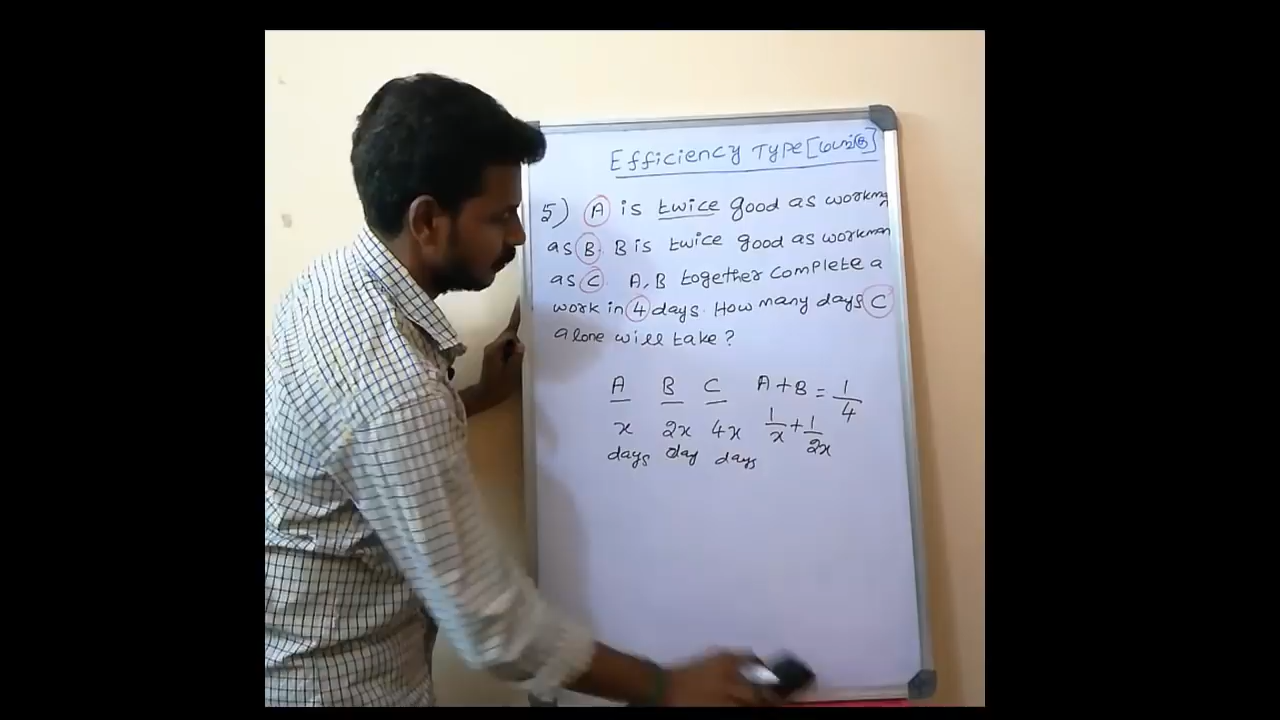 Efficiency Type [மடங்கு]
5) A is twice good as workman
as B. B is twice good as workman
as C. A, B together complete a
work in 4 days. How many days C
alone will take?
A B C A+B = 1/4
x 2x 4x 1/x + 1/2x
days day days